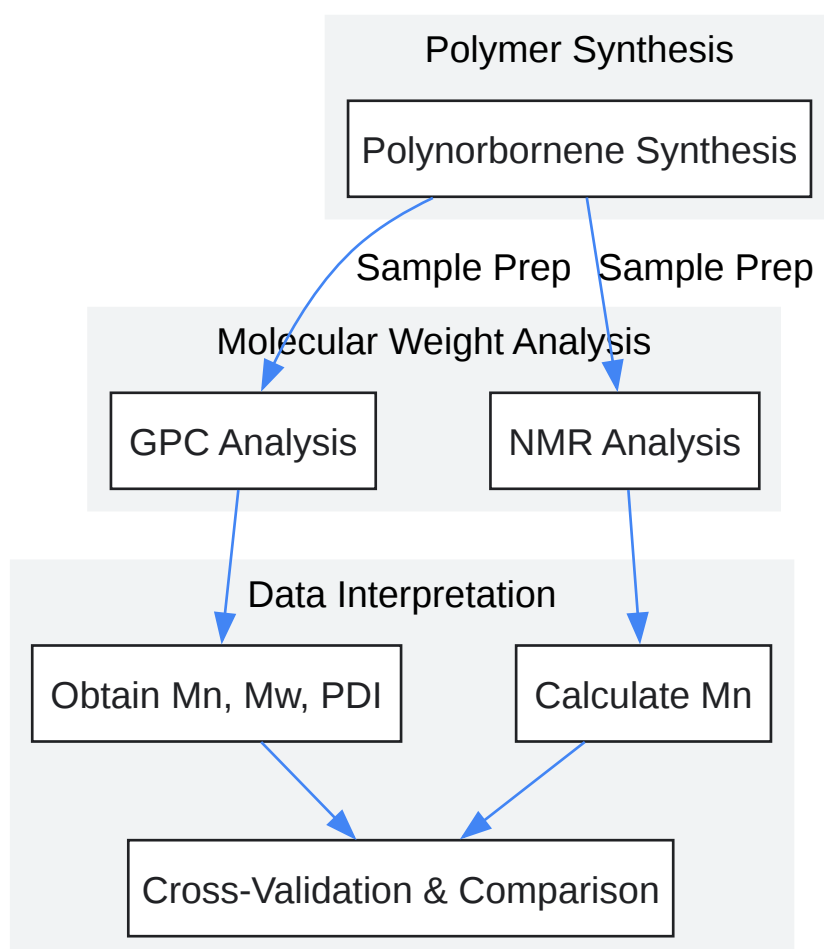 Polymer Synthesis
Polynorbornene Synthesis
Sample Prep
Sample Prep
Molecular Weight Analysis
GPC Analysis
NMR Analysis
Data Interpretation
Obtain Mn, Mw, PDI
Calculate Mn
Cross-Validation & Comparison